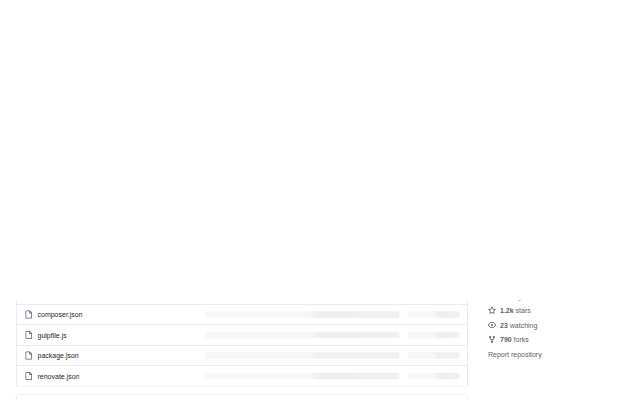 composer.json
gulpfile.js
package.json
renovate.json
1.2k stars
23 watching
790 forks
Report repository